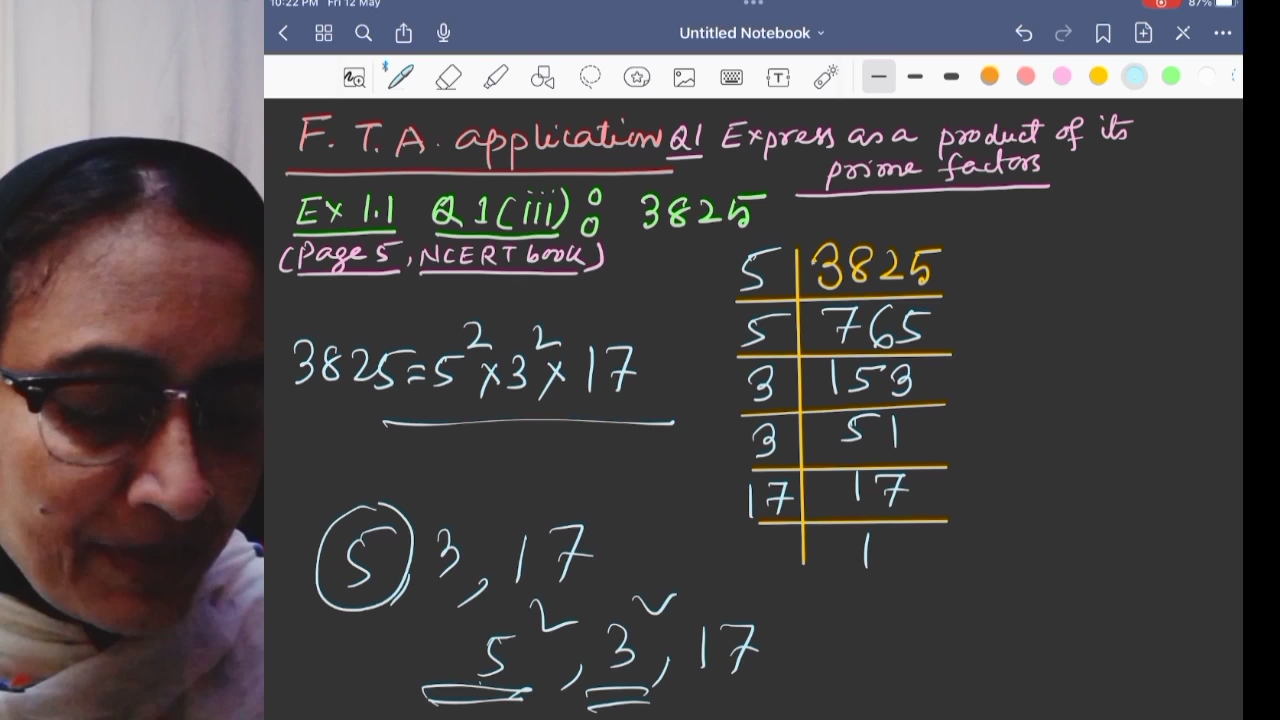 10:22 PM Fri 12 May
87%
Untitled Notebook
F. T. A. application Q1 Express as a product of its
prime factors
Ex 1.1 Q 1(iii): 3825
(Page 5, NCERT book)
3825=5²×3²×17
5 3825
5 765
3 153
3 51
17 17
1
5 3, 17
5², 3², 17